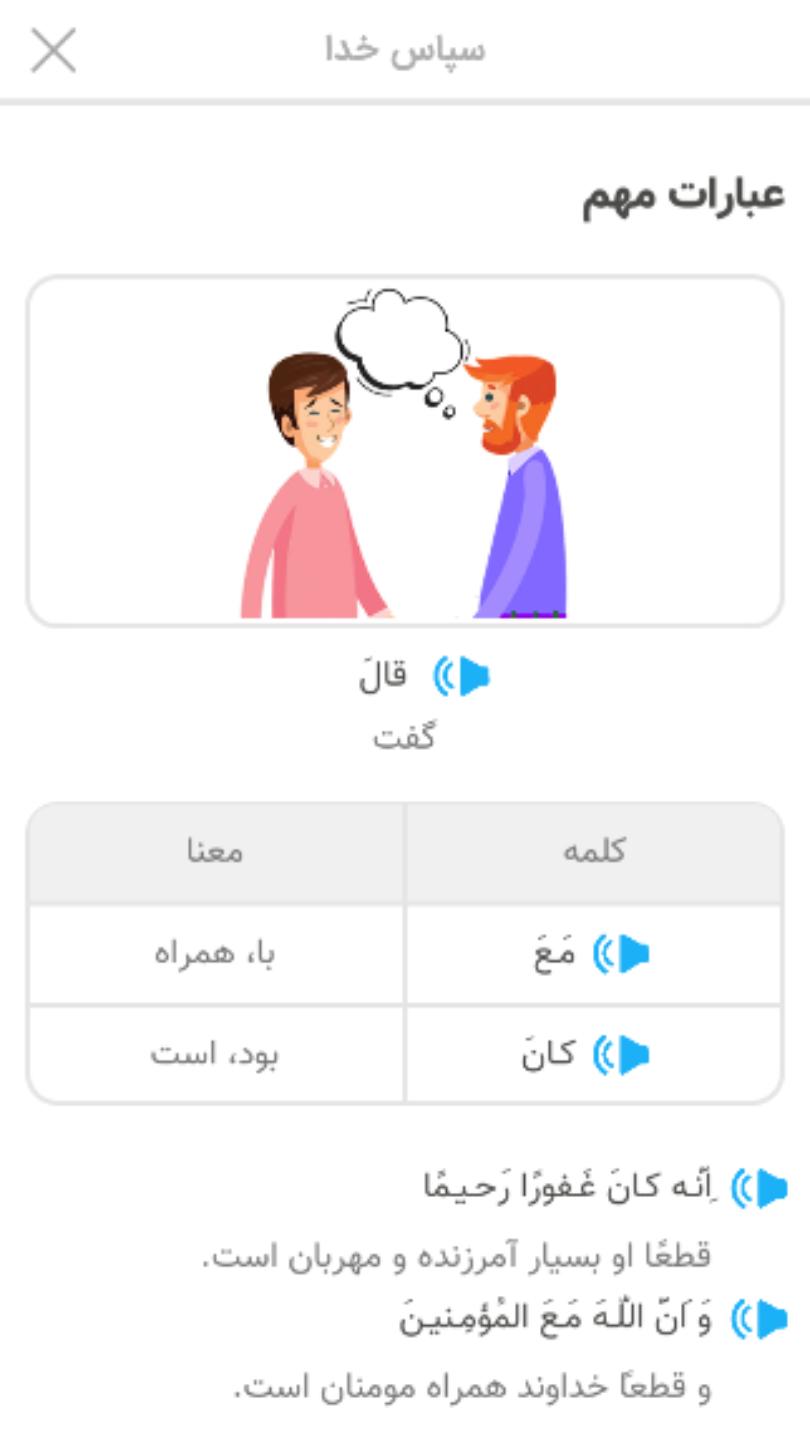 سپاس خدا
عبارات مهم
قالَ
گفت
کلمه معنا
مَعَ با، همراه
کانَ بود، است
اِنّه کانَ غَفورًا رَحیمًا
قطعًا او بسیار آمرزنده و مهربان است.
وَ اَنّ اللّهَ مَعَ المُؤمِنینَ
و قطعاً خداوند همراه مومنان است.